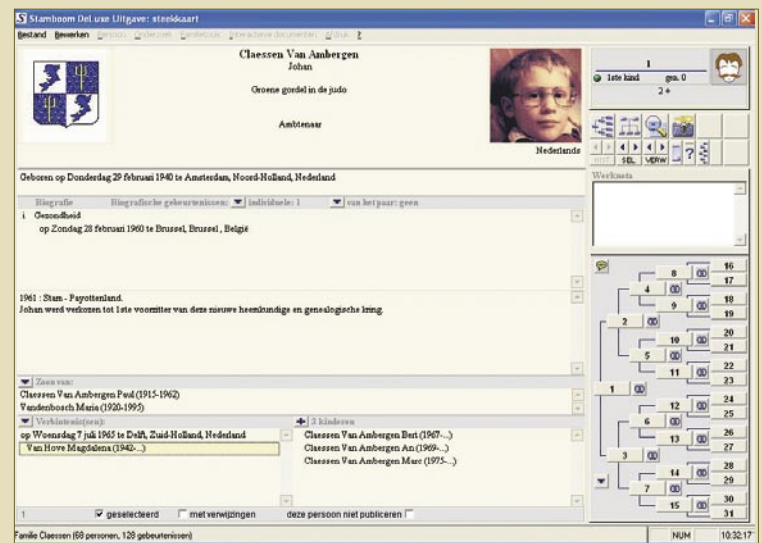 Stamboom DeLuxe Uitgave: steekkaart
Bestand Bewerken Persoon Onderzoek Familieboek Interactieve documenten Afdruk ?
Claessen Van Ambergen
Johan
Groene gordel in de judo
Ambtenaar
Nederlands
1
1ste kind gen. 0
2 +
HIST SEL VERW ?
Geboren op Donderdag 29 februari 1940 te Amsterdam, Noord-Holland, Nederland
Werknota
Biografie Biografische gebeurtenissen: individuele: 1 van het paar: geen
i Gezondheid
op Zondag 28 februari 1960 te Brussel, Brussel, België
1961 : Stam - Payottenland.
Johan werd verkozen tot 1ste voorzitter van deze nieuwe heemkundige en genealogische kring.
Zoon van:
Claessen Van Ambergen Paul (1915-1962)
Vandenbosch Maria (1920-1995)
Verbintenis(en):
op Woensdag 7 juli 1965 te Delft, Zuid-Holland, Nederland
Van Hove Magdalena (1942-...)
3 kinderen
Claessen Van Ambergen Bert (1967-...)
Claessen Van Ambergen An (1969-...)
Claessen Van Ambergen Marc (1975-...)
16
8
17
4
18
9
19
2
20
10
21
5
22
11
23
1
24
12
25
6
26
13
27
3
28
14
29
7
30
15
31
1 geselecteerd met verwijzingen deze persoon niet publiceren
Familie Claessen (68 personen, 128 gebeurtenissen) NUM 10:32:17